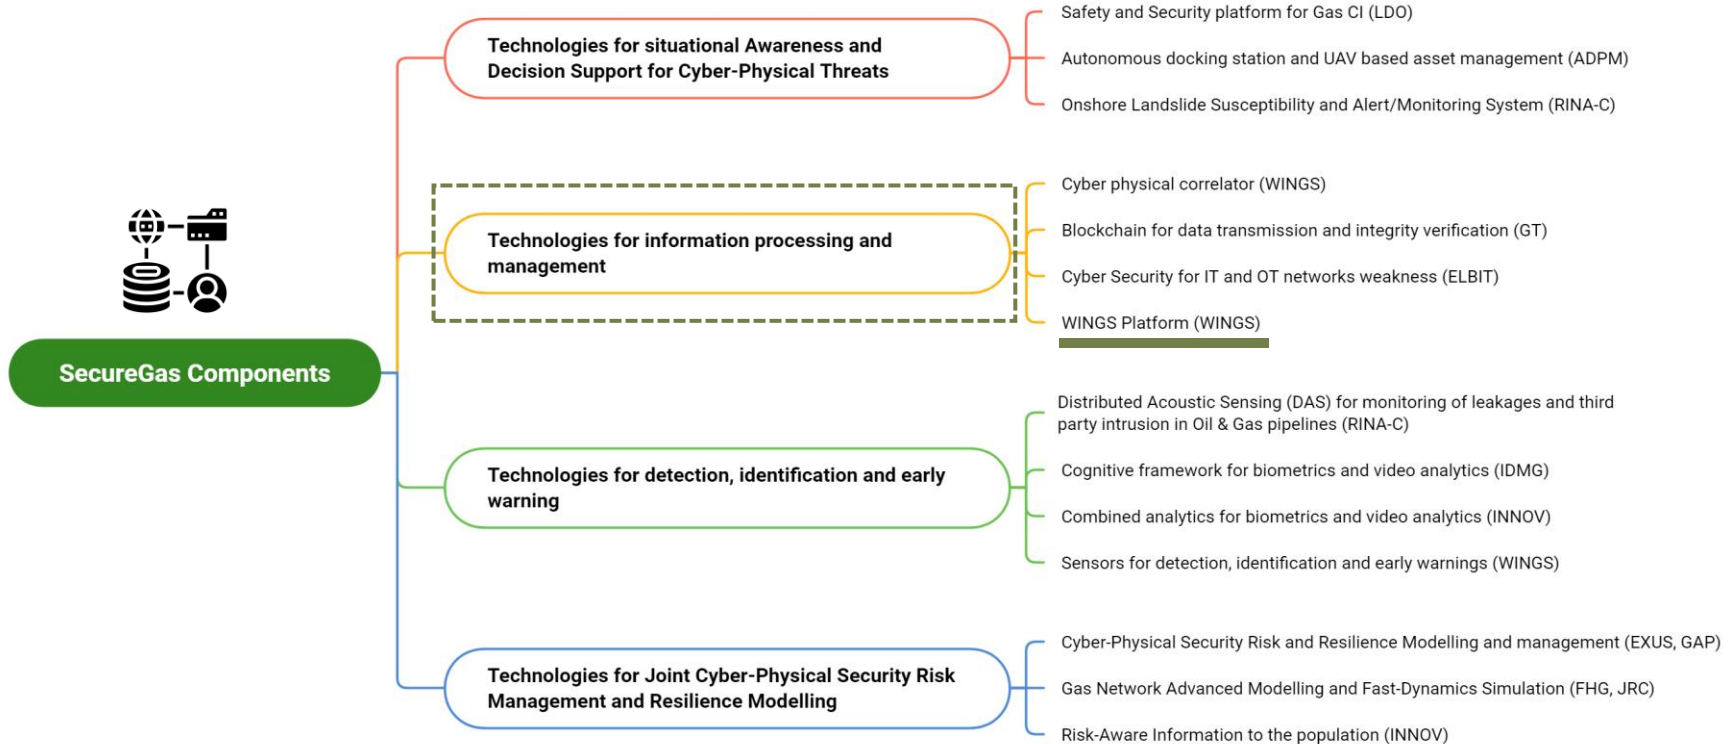 SecureGas Components
Technologies for situational Awareness and
Decision Support for Cyber-Physical Threats
Safety and Security platform for Gas CI (LDO)
Autonomous docking station and UAV based asset management (ADPM)
Onshore Landslide Susceptibility and Alert/Monitoring System (RINA-C)
Technologies for information processing and
management
Cyber physical correlator (WINGS)
Blockchain for data transmission and integrity verification (GT)
Cyber Security for IT and OT networks weakness (ELBIT)
WINGS Platform (WINGS)
Technologies for detection, identification and early
warning
Distributed Acoustic Sensing (DAS) for monitoring of leakages and third
party intrusion in Oil & Gas pipelines (RINA-C)
Cognitive framework for biometrics and video analytics (IDMG)
Combined analytics for biometrics and video analytics (INNOV)
Sensors for detection, identification and early warnings (WINGS)
Technologies for Joint Cyber-Physical Security Risk
Management and Resilience Modelling
Cyber-Physical Security Risk and Resilience Modelling and management (EXUS, GAP)
Gas Network Advanced Modelling and Fast-Dynamics Simulation (FHG, JRC)
Risk-Aware Information to the population (INNOV)